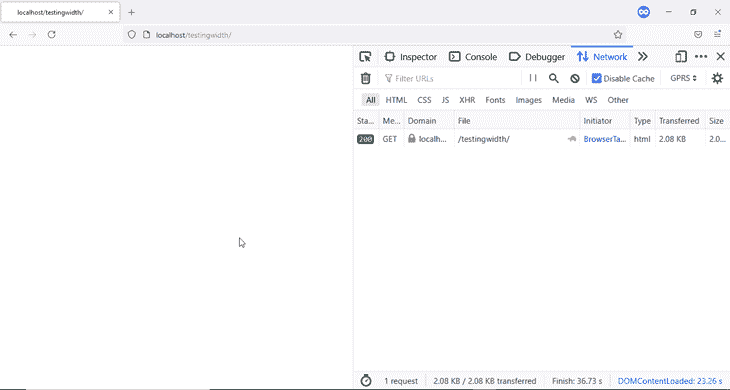 localhost/testingwidth/
localhost/testingwidth/
Inspector Console Debugger Network
Filter URLs Disable Cache GPRS
All HTML CSS JS XHR Fonts Images Media WS Other
Sta... Me... Domain File Initiator Type Transferred Size
200 GET localh... /testingwidth/ BrowserTa... html 2.08 KB 2.0...
1 request 2.08 KB / 2.08 KB transferred Finish: 36.73 s DOMContentLoaded: 23.26 s